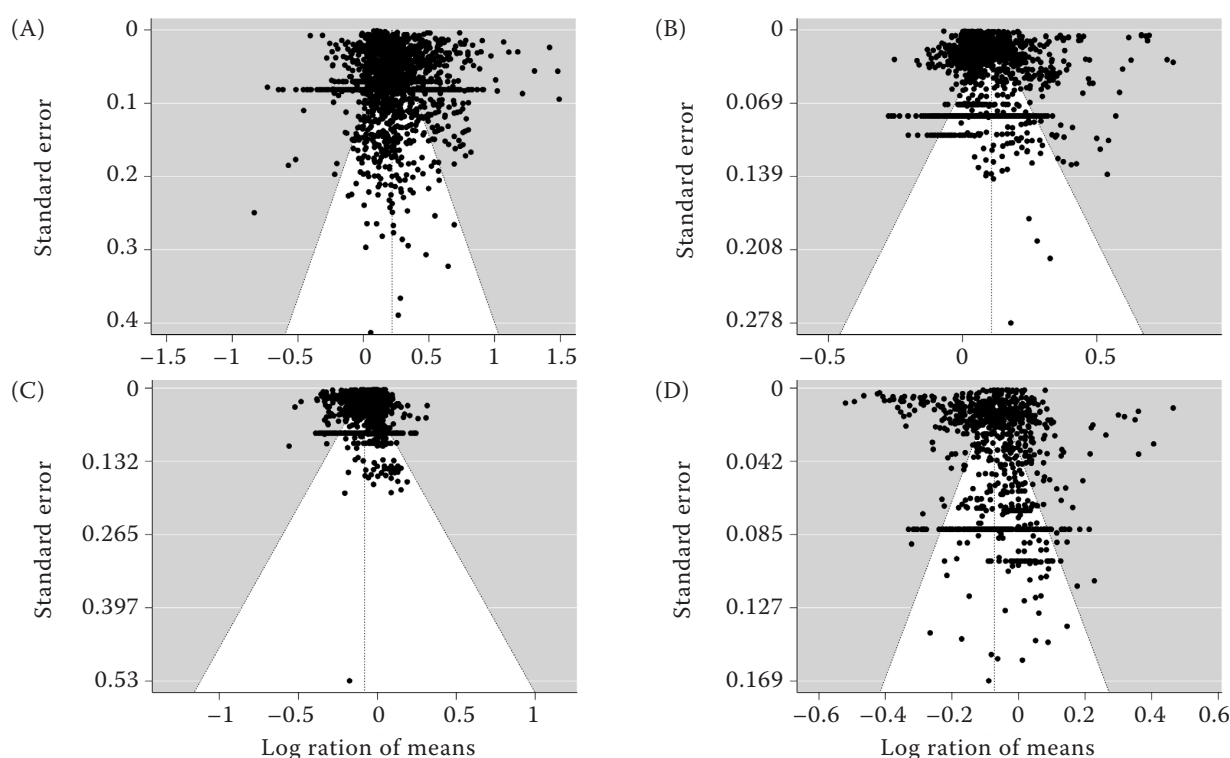 (A)
Standard error
0
0.1
0.2
0.3
0.4
−1.5 −1 −0.5 0 0.5 1 1.5
(B)
Standard error
0
0.069
0.139
0.208
0.278
−0.5 0 0.5
(C)
Standard error
0
0.132
0.265
0.397
0.53
−1 −0.5 0 0.5 1
Log ration of means
(D)
Standard error
0
0.042
0.085
0.127
0.169
−0.6 −0.4 −0.2 0 0.2 0.4 0.6
Log ration of means